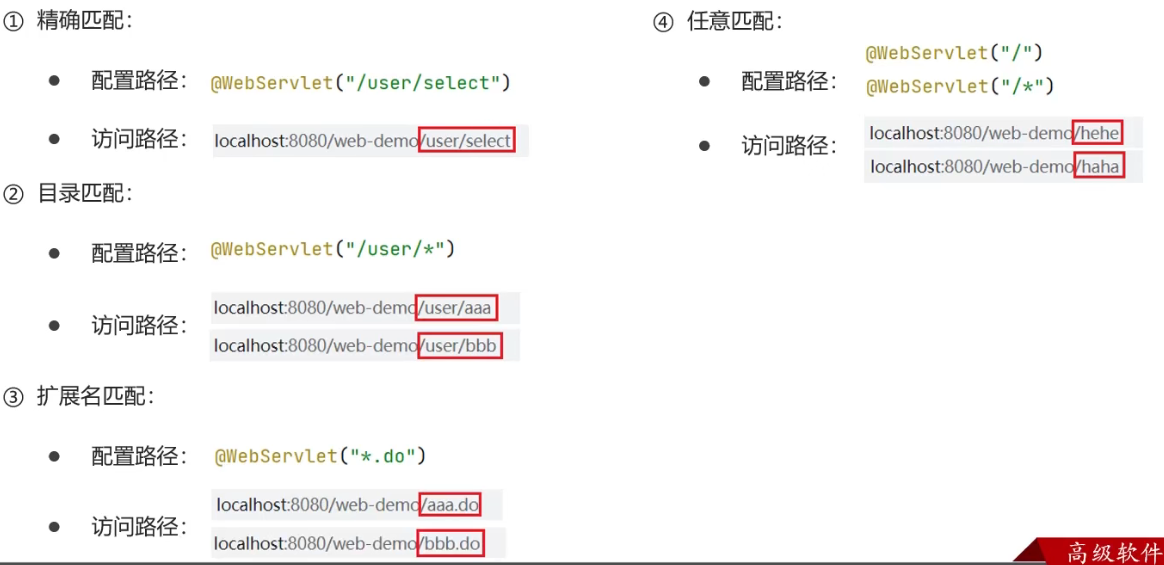 ① 精确匹配：
● 配置路径： @WebServlet("/user/select")
● 访问路径： localhost:8080/web-demo/user/select
② 目录匹配：
● 配置路径： @WebServlet("/user/*")
● 访问路径： localhost:8080/web-demo/user/aaa
localhost:8080/web-demo/user/bbb
③ 扩展名匹配：
● 配置路径： @WebServlet("*.do")
● 访问路径： localhost:8080/web-demo/aaa.do
localhost:8080/web-demo/bbb.do
④ 任意匹配：
● 配置路径： @WebServlet("/")
@WebServlet("/*")
● 访问路径： localhost:8080/web-demo/hehe
localhost:8080/web-demo/haha
高级软件